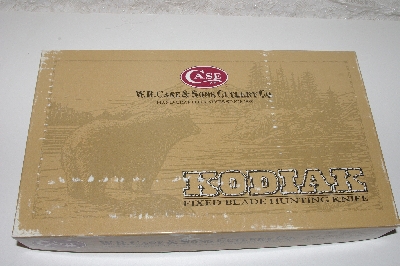 CASE
W.R. CASE & SONS CUTLERY CO.
KODIAK
FIXED BLADE HUNTING KNIFE